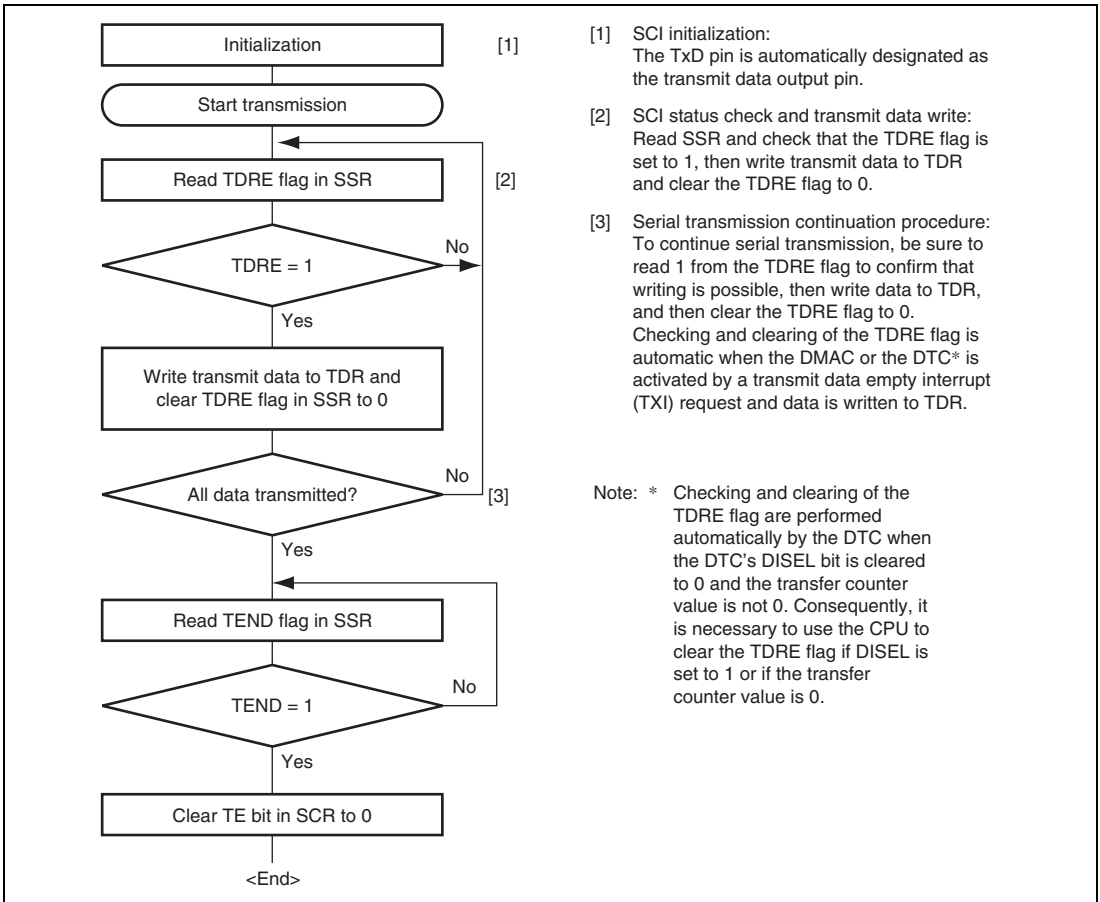 Initialization
[1]
Start transmission
Read TDRE flag in SSR
[2]
No
TDRE = 1
Yes
Write transmit data to TDR and
clear TDRE flag in SSR to 0
No
All data transmitted?
[3]
Yes
Read TEND flag in SSR
No
TEND = 1
Yes
Clear TE bit in SCR to 0
<End>
[1] SCI initialization:
The TxD pin is automatically designated as
the transmit data output pin.
[2] SCI status check and transmit data write:
Read SSR and check that the TDRE flag is
set to 1, then write transmit data to TDR
and clear the TDRE flag to 0.
[3] Serial transmission continuation procedure:
To continue serial transmission, be sure to
read 1 from the TDRE flag to confirm that
writing is possible, then write data to TDR,
and then clear the TDRE flag to 0.
Checking and clearing of the TDRE flag is
automatic when the DMAC or the DTC* is
activated by a transmit data empty interrupt
(TXI) request and data is written to TDR.
Note: * Checking and clearing of the
TDRE flag are performed
automatically by the DTC when
the DTC's DISEL bit is cleared
to 0 and the transfer counter
value is not 0. Consequently, it
is necessary to use the CPU to
clear the TDRE flag if DISEL is
set to 1 or if the transfer
counter value is 0.